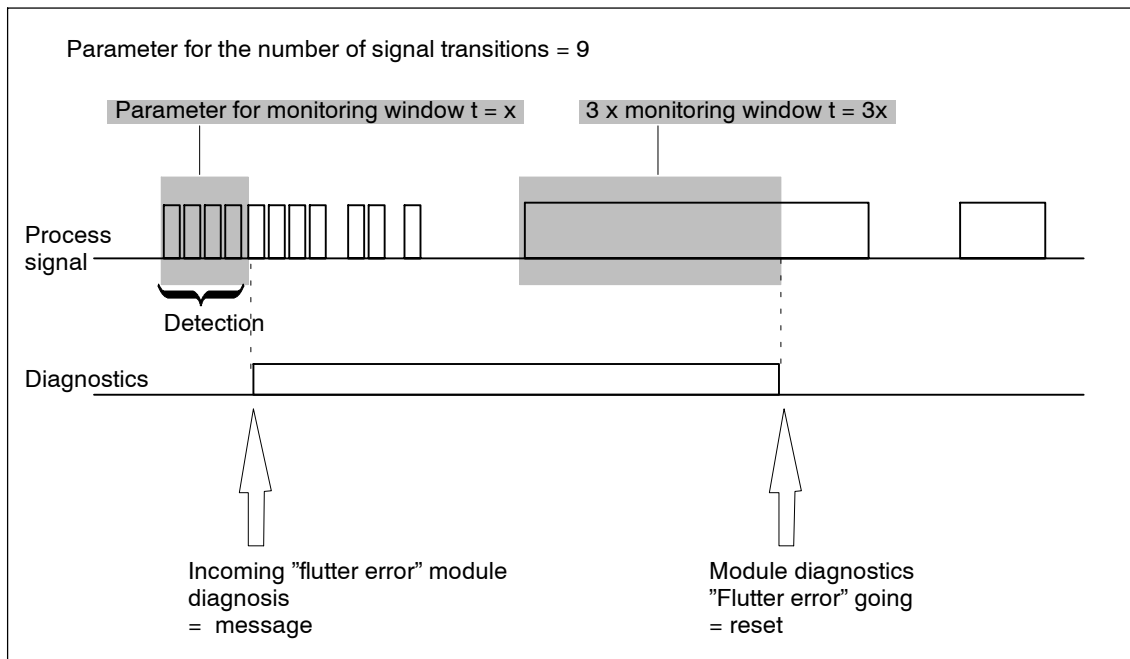 Parameter for the number of signal transitions = 9
Parameter for monitoring window t = x
3 x monitoring window t = 3x
Process
signal
Detection
Diagnostics
Incoming ”flutter error” module
diagnosis
=  message
Module diagnostics
”Flutter error” going
= reset